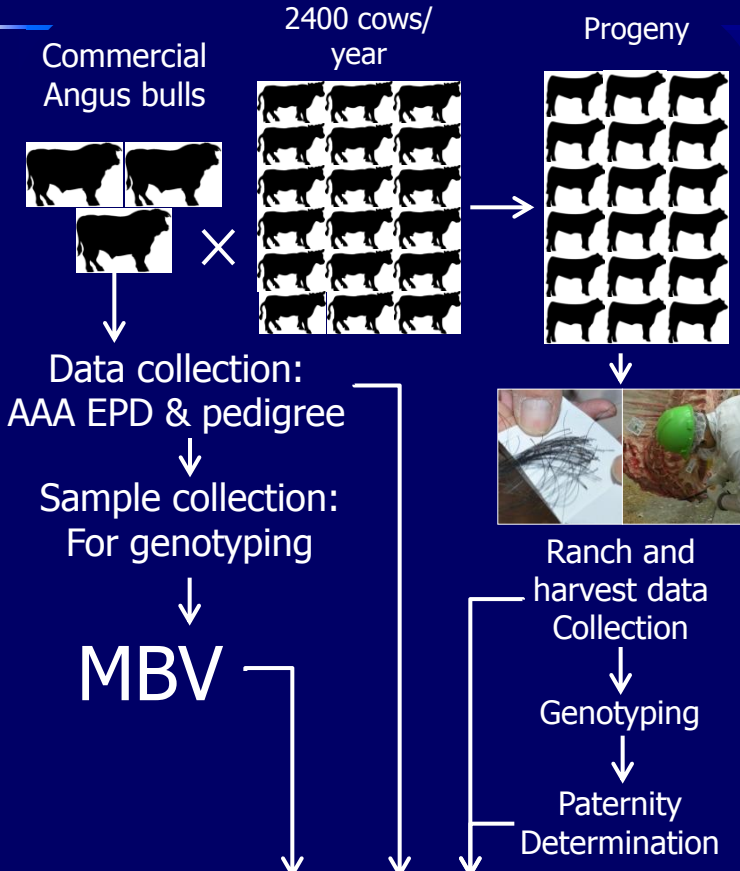 Commercial
Angus bulls
2400 cows/
year
Progeny
Data collection:
AAA EPD & pedigree
Sample collection:
For genotyping
MBV
Ranch and
harvest data
Collection
Genotyping
Paternity
Determination